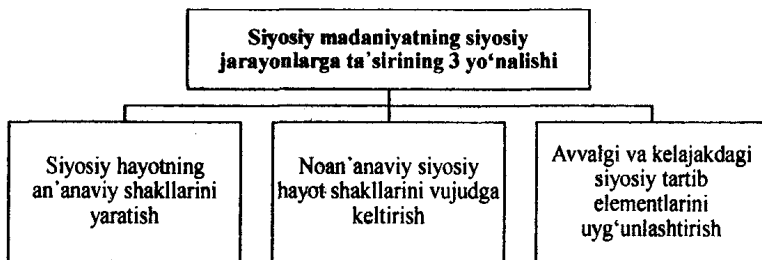 Siyosiy madaniyatning siyosiy
jarayonlarga ta'sirining 3 yo‘nalishi
Siyosiy hayotning
an'anaviy shakllarini
yaratish
Noan'anaviy siyosiy
hayot shakllarini vujudga
keltirish
Avvalgi va kelajakdagi
siyosiy tartib
elementlarini
uyg‘unlashtirish